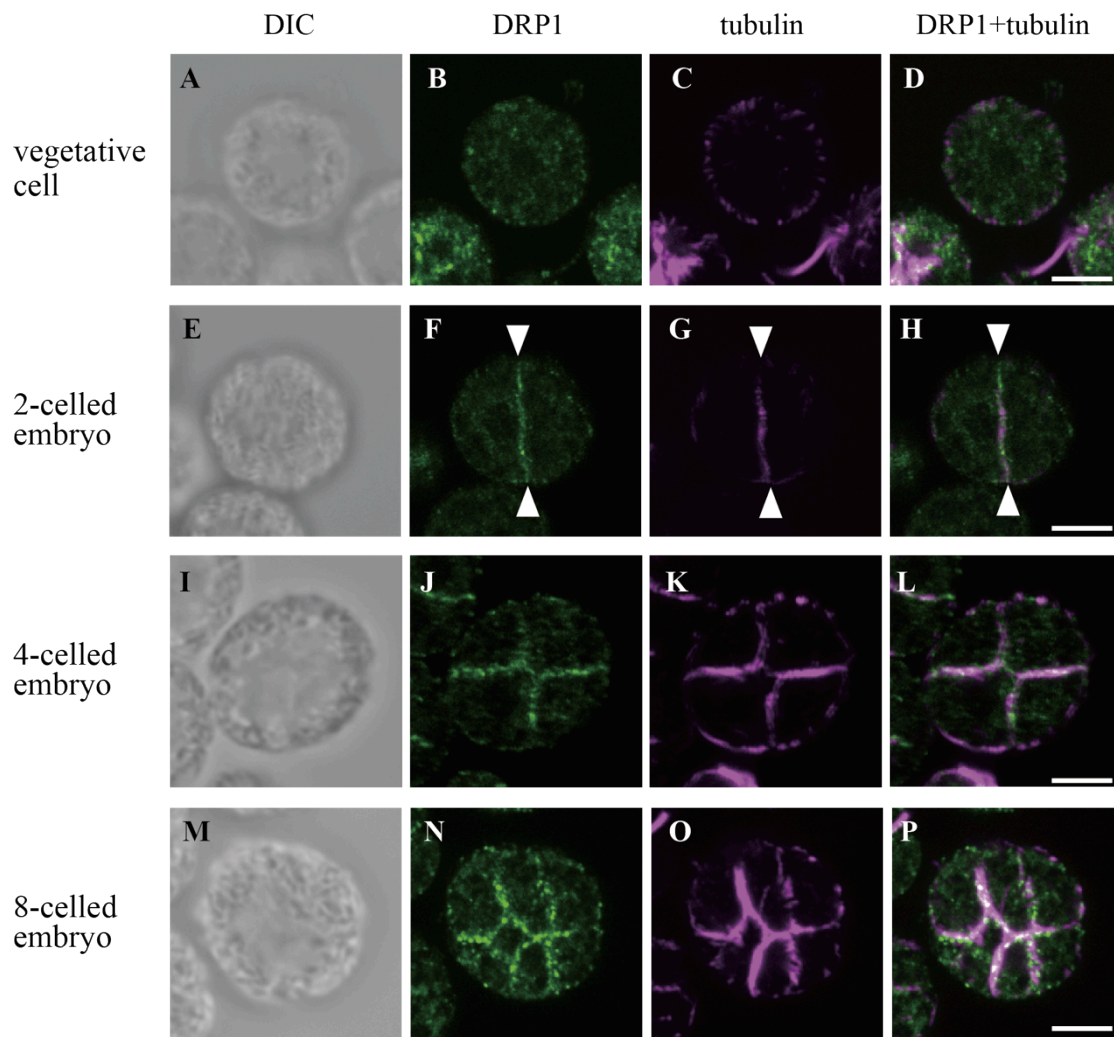 DIC DRP1 tubulin DRP1+tubulin
A B C D
vegetative
cell
E F G H
2-celled
embryo
I J K L
4-celled
embryo
M N O P
8-celled
embryo